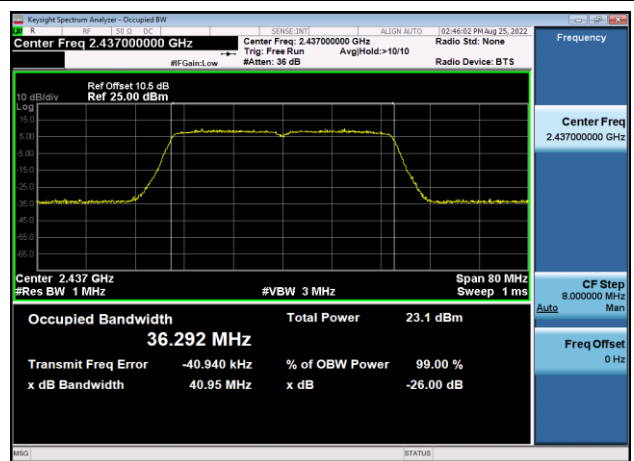 Keysight Spectrum Analyzer - Occupied BW
R RF 50 Ω DC SENSE:INT ALIGN AUTO 02:46:02 PM Aug 25, 2022
Center Freq 2.437000000 GHz
Center Freq: 2.437000000 GHz
Radio Std: None
Trig: Free Run Avg|Hold:>10/10
#IFGain:Low #Atten: 36 dB Radio Device: BTS
Frequency
Ref Offset 10.5 dB
10 dB/div Ref 25.00 dBm
Log
15.0
5.00
-5.00
-15.0
-25.0
-35.0
-45.0
-55.0
-65.0
Center 2.437 GHz Span 80 MHz
#Res BW 1 MHz #VBW 3 MHz Sweep 1 ms
Occupied Bandwidth Total Power 23.1 dBm
36.292 MHz
Transmit Freq Error -40.940 kHz % of OBW Power 99.00 %
x dB Bandwidth 40.95 MHz x dB -26.00 dB
Center Freq
2.437000000 GHz
CF Step
8.000000 MHz
Auto Man
Freq Offset
0 Hz
MSG STATUS